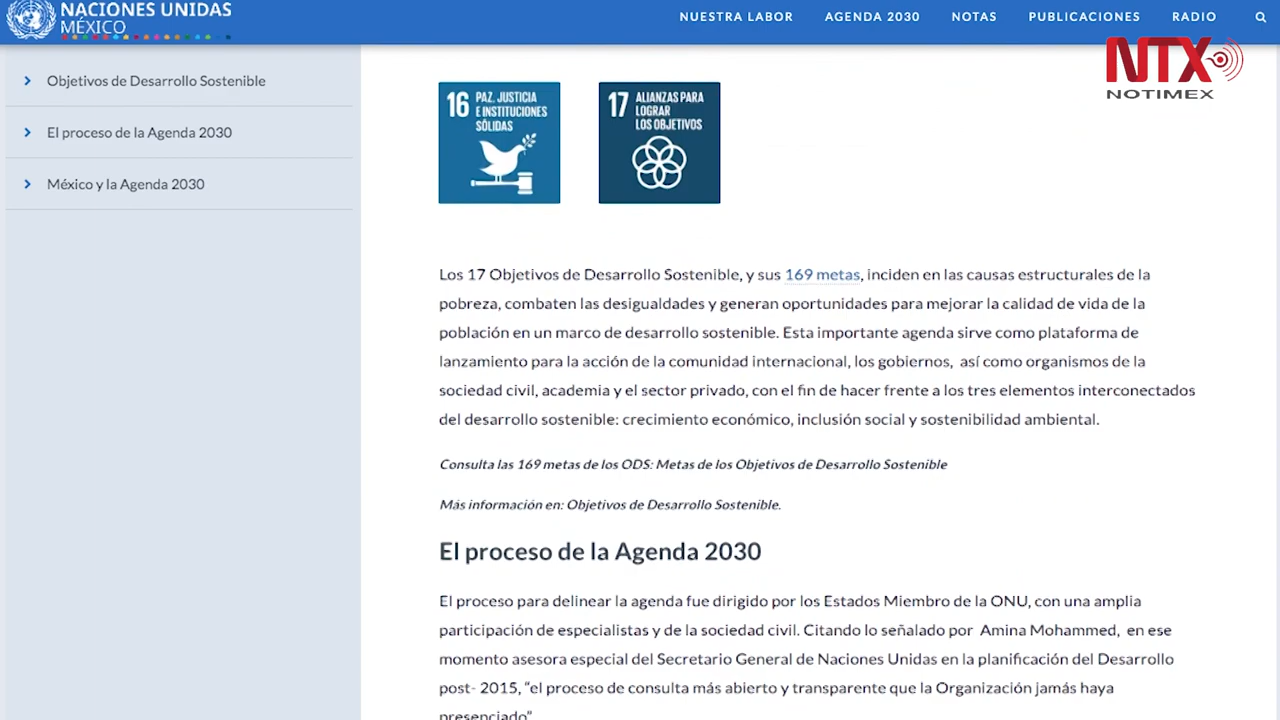 NACIONES UNIDAS
MÉXICO
NUESTRA LABOR
AGENDA 2030
NOTAS
PUBLICACIONES
RADIO
NTX
NOTIMEX
Objetivos de Desarrollo Sostenible
El proceso de la Agenda 2030
México y la Agenda 2030
16 PAZ, JUSTICIA
E INSTITUCIONES
SÓLIDAS
17 ALIANZAS PARA
LOGRAR
LOS OBJETIVOS
Los 17 Objetivos de Desarrollo Sostenible, y sus 169 metas, inciden en las causas estructurales de la
pobreza, combaten las desigualdades y generan oportunidades para mejorar la calidad de vida de la
población en un marco de desarrollo sostenible. Esta importante agenda sirve como plataforma de
lanzamiento para la acción de la comunidad internacional, los gobiernos, así como organismos de la
sociedad civil, academia y el sector privado, con el fin de hacer frente a los tres elementos interconectados
del desarrollo sostenible: crecimiento económico, inclusión social y sostenibilidad ambiental.
Consulta las 169 metas de los ODS: Metas de los Objetivos de Desarrollo Sostenible
Más información en: Objetivos de Desarrollo Sostenible.
El proceso de la Agenda 2030
El proceso para delinear la agenda fue dirigido por los Estados Miembro de la ONU, con una amplia
participación de especialistas y de la sociedad civil. Citando lo señalado por Amina Mohammed, en ese
momento asesora especial del Secretario General de Naciones Unidas en la planificación del Desarrollo
post- 2015, “el proceso de consulta más abierto y transparente que la Organización jamás haya
presenciado”